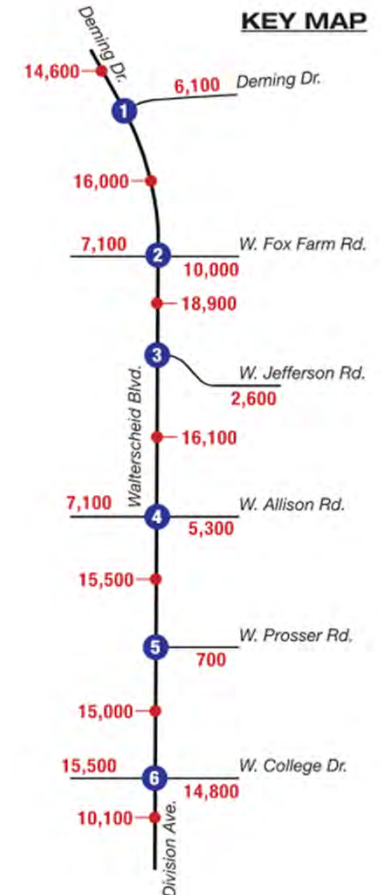 KEY MAP
Deming Dr.
14,600
6,100
Deming Dr.
1
16,000
7,100
W. Fox Farm Rd.
2
10,000
18,900
3
W. Jefferson Rd.
2,600
Walterscheid Blvd.
16,100
7,100
W. Allison Rd.
4
5,300
15,500
W. Prosser Rd.
5
700
15,000
15,500
W. College Dr.
6
14,800
10,100
Division Ave.